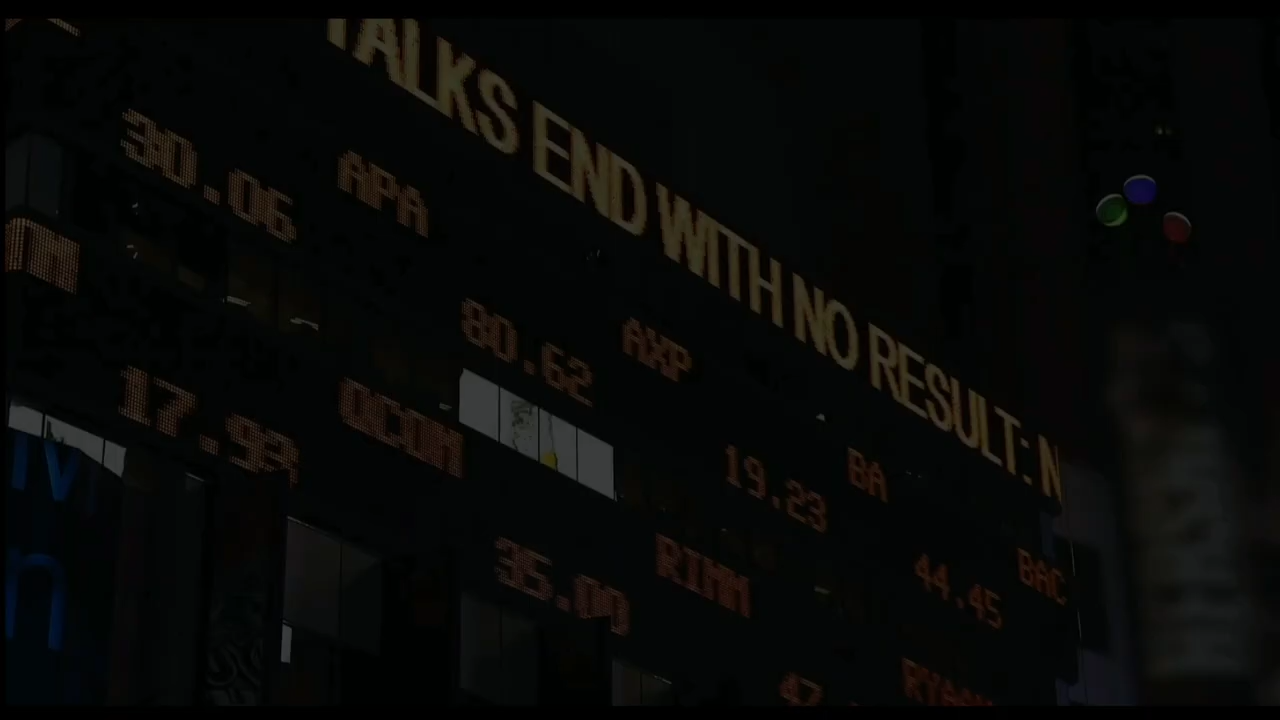 TALKS END WITH NO RESULT: N
30.06 APA
80.62 AXP
19.23 BA
44.45 BAC
17.93 QCOM
35.00 RIMM
47